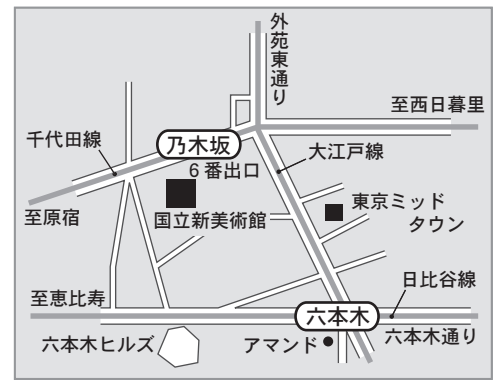 外苑東通り
至西日暮里
千代田線
乃木坂
6番出口
大江戸線
至原宿
国立新美術館
東京ミッド
タウン
日比谷線
至恵比寿
六本木
六本木ヒルズ
アマンド
六本木通り